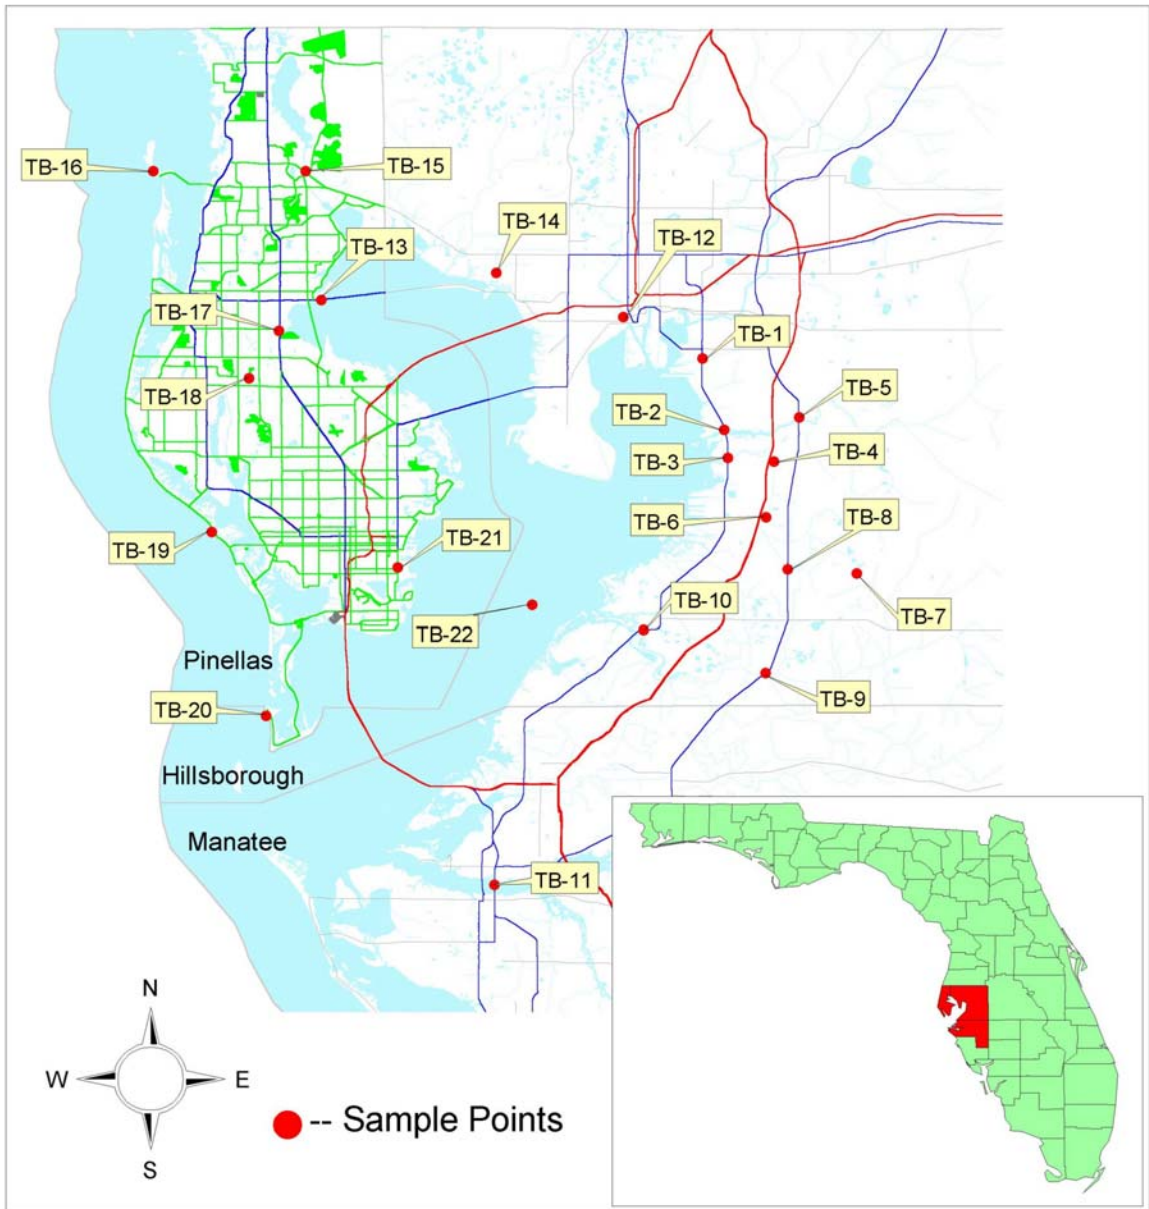 TB-16
TB-15
TB-14
TB-12
TB-13
TB-17
TB-1
TB-18
TB-5
TB-2
TB-3
TB-4
TB-6
TB-8
TB-19
TB-21
TB-10
TB-7
TB-22
Pinellas
TB-9
TB-20
Hillsborough
Manatee
TB-11
N
W E
S
-- Sample Points